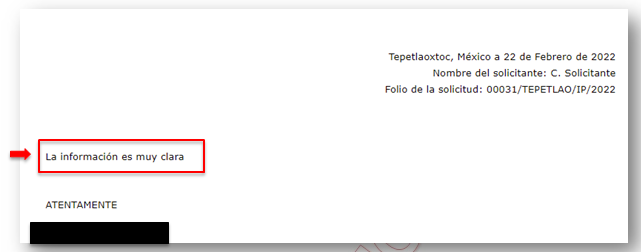 Tepetlaoxtoc, México a 22 de Febrero de 2022
Nombre del solicitante: C. Solicitante
Folio de la solicitud: 00031/TEPETLAO/IP/2022
La información es muy clara
ATENTAMENTE